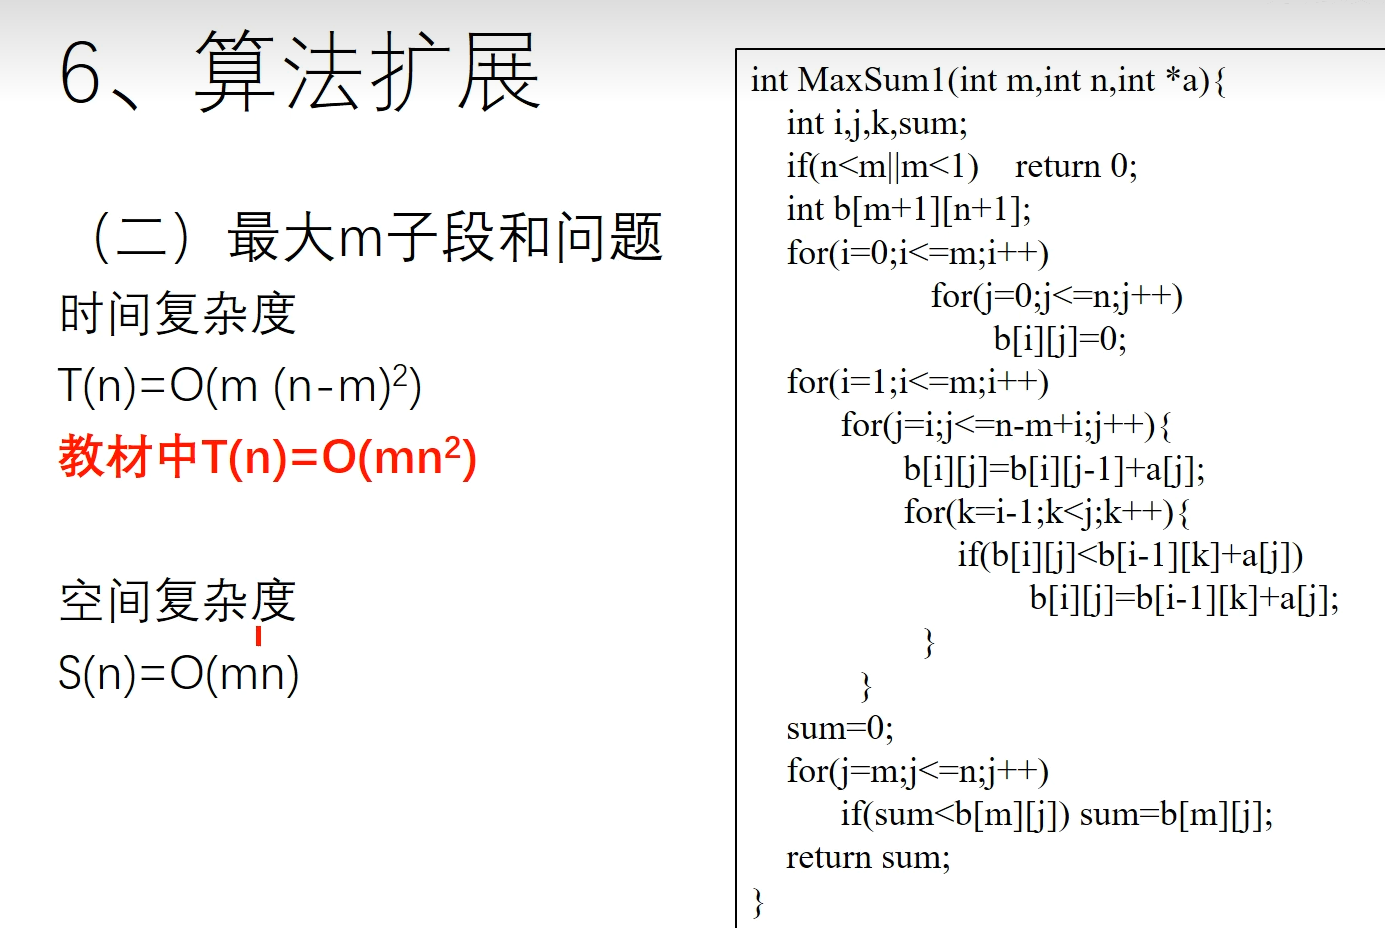 6、算法扩展
（二）最大m子段和问题
时间复杂度
T(n)=O(m (n-m)²)
教材中T(n)=O(mn²)
空间复杂度
S(n)=O(mn)
int MaxSum1(int m,int n,int *a){
int i,j,k,sum;
if(n<m||m<1) return 0;
int b[m+1][n+1];
for(i=0;i<=m;i++)
for(j=0;j<=n;j++)
b[i][j]=0;
for(i=1;i<=m;i++)
for(j=i;j<=n-m+i;j++){
b[i][j]=b[i][j-1]+a[j];
for(k=i-1;k<j;k++){
if(b[i][j]<b[i-1][k]+a[j])
b[i][j]=b[i-1][k]+a[j];
}
}
sum=0;
for(j=m;j<=n;j++)
if(sum<b[m][j]) sum=b[m][j];
return sum;
}